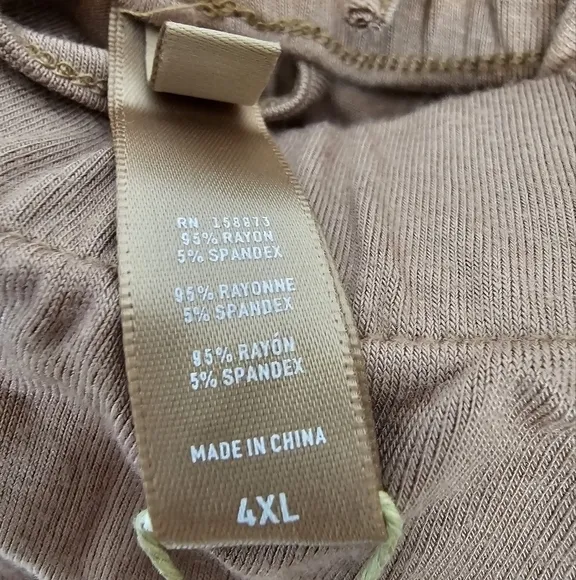 RN 158873
95% RAYON
5% SPANDEX
95% RAYONNE
5% SPANDEX
95% RAYÓN
5% SPANDEX
MADE IN CHINA
4XL